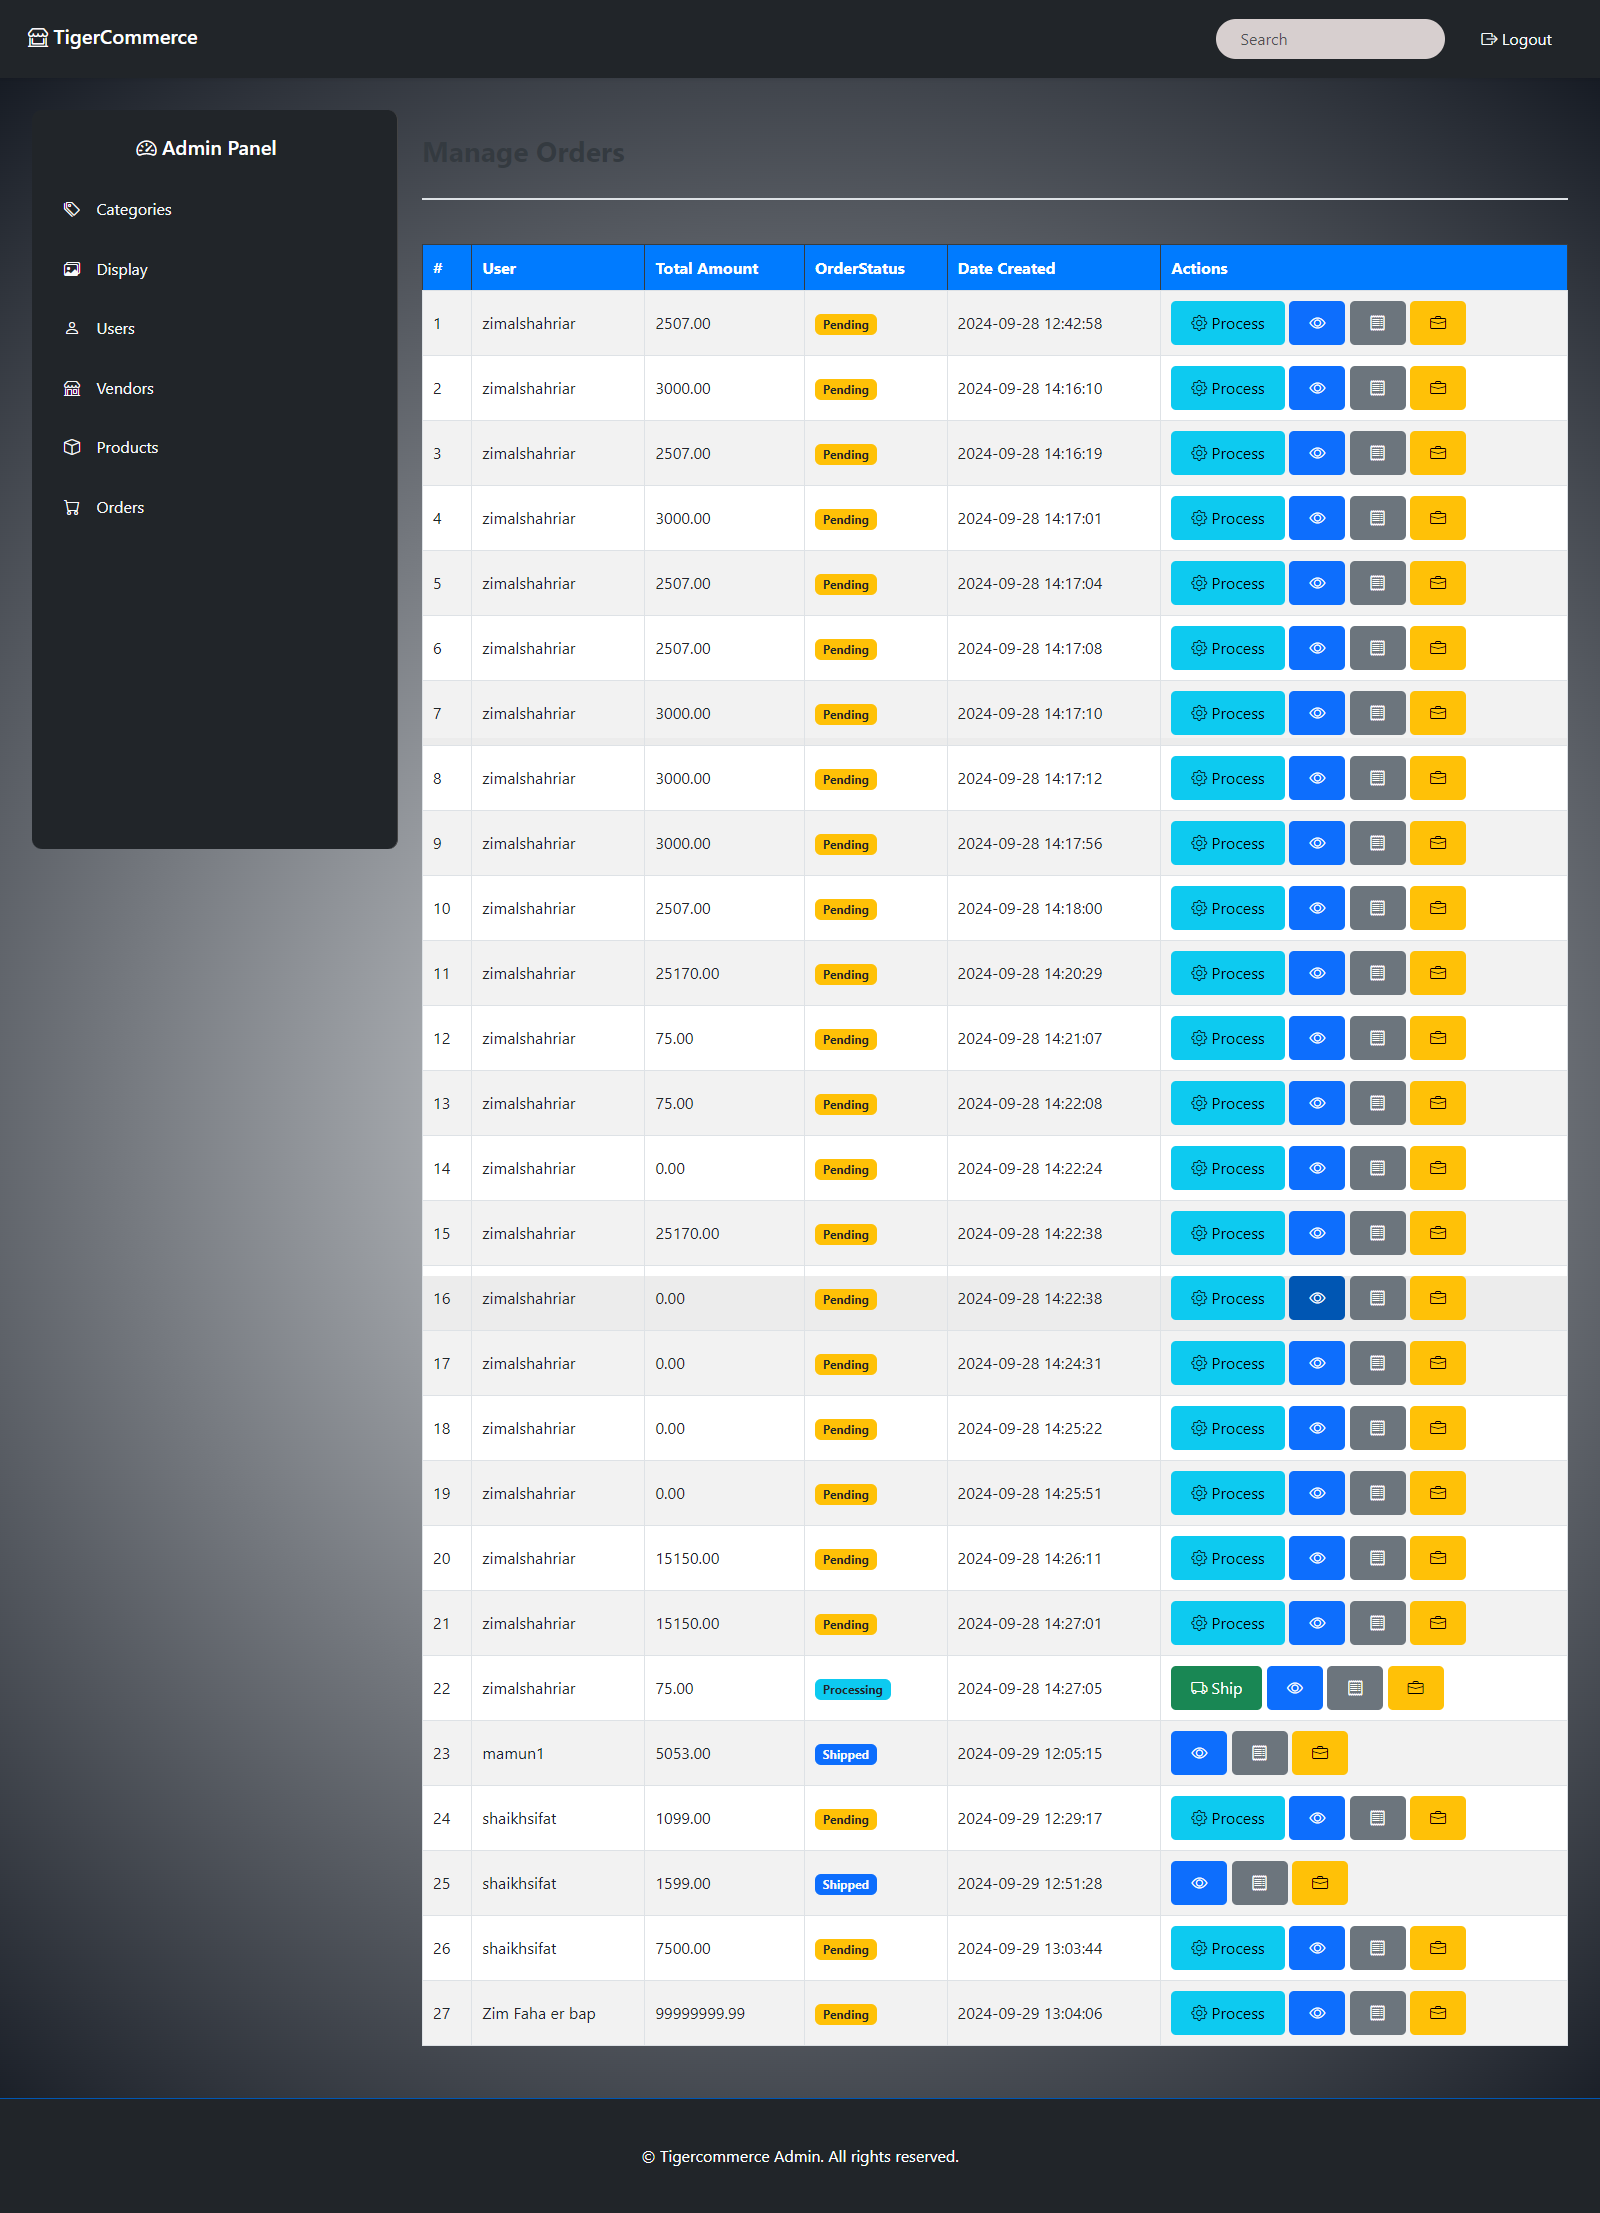 TigerCommerce
Search
Logout
Admin Panel
Categories
Display
Users
Vendors
Products
Orders
Manage Orders
# User Total Amount OrderStatus Date Created Actions
1 zimalshahriar 2507.00 Pending 2024-09-28 12:42:58 Process
2 zimalshahriar 3000.00 Pending 2024-09-28 14:16:10 Process
3 zimalshahriar 2507.00 Pending 2024-09-28 14:16:19 Process
4 zimalshahriar 3000.00 Pending 2024-09-28 14:17:01 Process
5 zimalshahriar 2507.00 Pending 2024-09-28 14:17:04 Process
6 zimalshahriar 2507.00 Pending 2024-09-28 14:17:08 Process
7 zimalshahriar 3000.00 Pending 2024-09-28 14:17:10 Process
8 zimalshahriar 3000.00 Pending 2024-09-28 14:17:12 Process
9 zimalshahriar 3000.00 Pending 2024-09-28 14:17:56 Process
10 zimalshahriar 2507.00 Pending 2024-09-28 14:18:00 Process
11 zimalshahriar 25170.00 Pending 2024-09-28 14:20:29 Process
12 zimalshahriar 75.00 Pending 2024-09-28 14:21:07 Process
13 zimalshahriar 75.00 Pending 2024-09-28 14:22:08 Process
14 zimalshahriar 0.00 Pending 2024-09-28 14:22:24 Process
15 zimalshahriar 25170.00 Pending 2024-09-28 14:22:38 Process
16 zimalshahriar 0.00 Pending 2024-09-28 14:22:38 Process
17 zimalshahriar 0.00 Pending 2024-09-28 14:24:31 Process
18 zimalshahriar 0.00 Pending 2024-09-28 14:25:22 Process
19 zimalshahriar 0.00 Pending 2024-09-28 14:25:51 Process
20 zimalshahriar 15150.00 Pending 2024-09-28 14:26:11 Process
21 zimalshahriar 15150.00 Pending 2024-09-28 14:27:01 Process
22 zimalshahriar 75.00 Processing 2024-09-28 14:27:05 Ship
23 mamun1 5053.00 Shipped 2024-09-29 12:05:15
24 shaikhsifat 1099.00 Pending 2024-09-29 12:29:17 Process
25 shaikhsifat 1599.00 Shipped 2024-09-29 12:51:28
26 shaikhsifat 7500.00 Pending 2024-09-29 13:03:44 Process
27 Zim Faha er bap 99999999.99 Pending 2024-09-29 13:04:06 Process
© Tigercommerce Admin. All rights reserved.